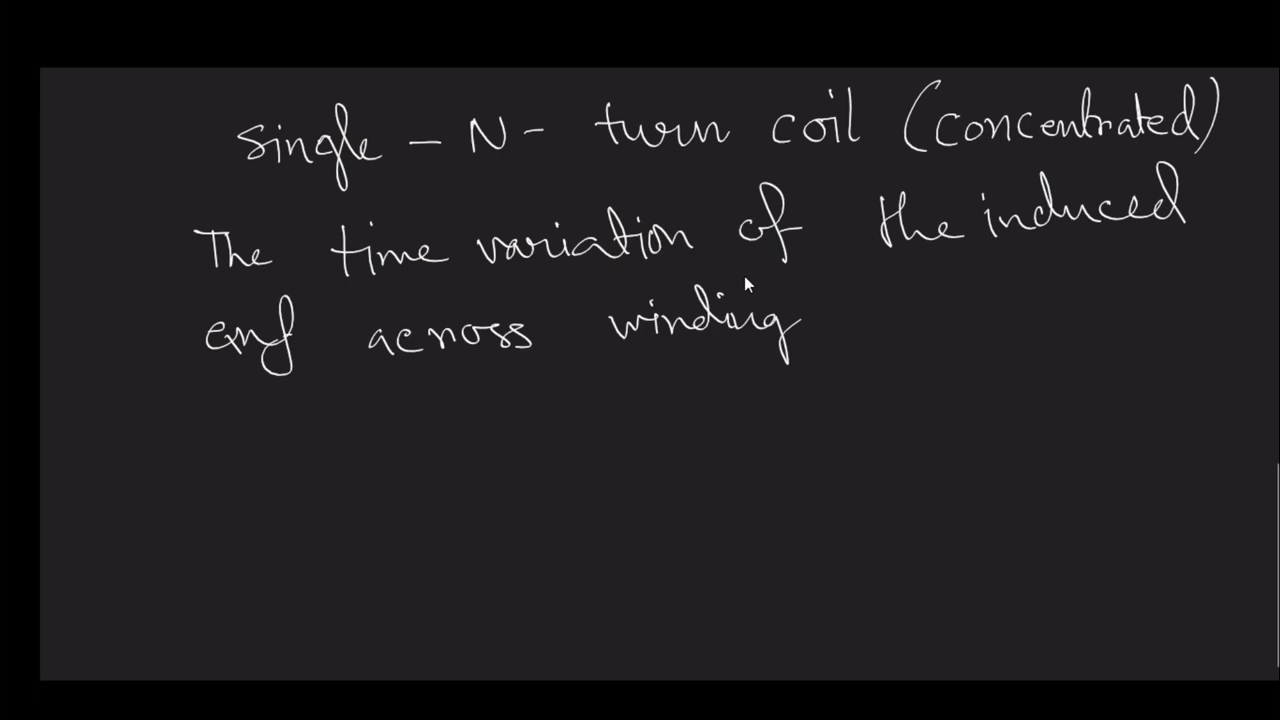 single - N - turn coil (concentrated)
The time variation of the induced
emf across winding